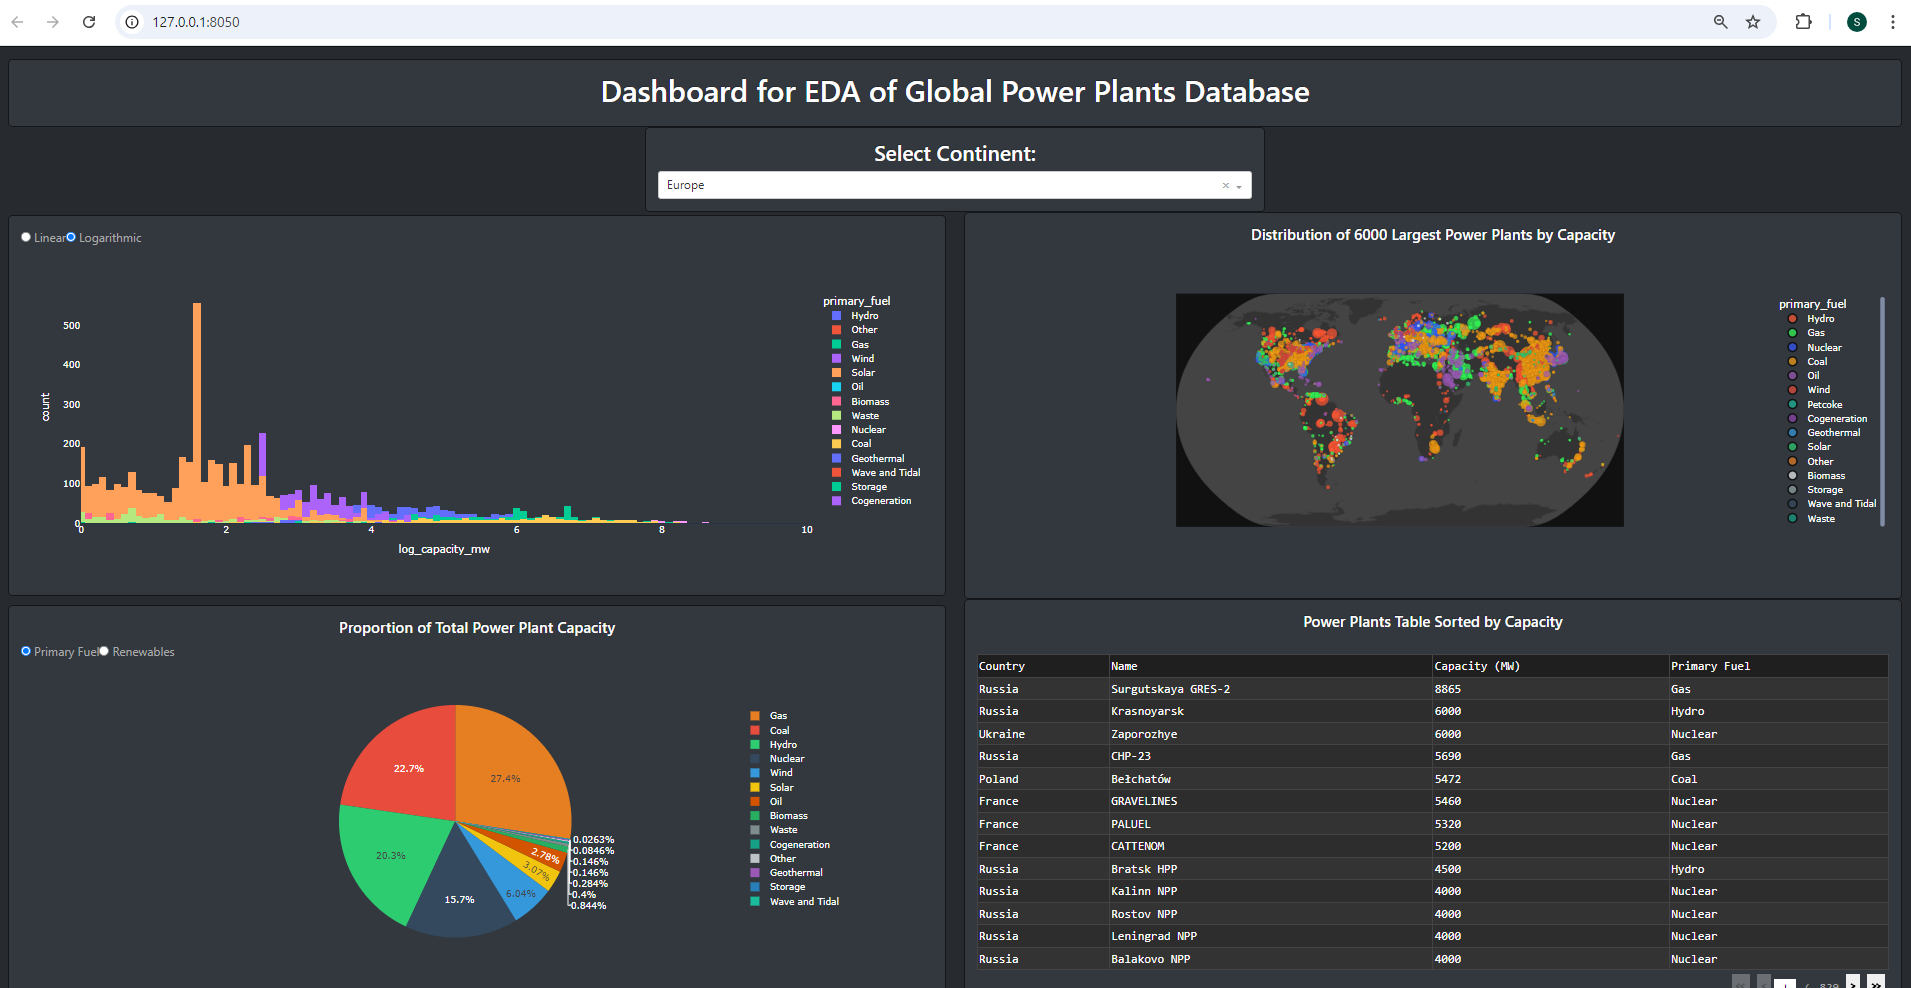 127.0.0.1:8050
S
Dashboard for EDA of Global Power Plants Database
Select Continent:
Europe
Linear Logarithmic
500
400
300
200
100
0
count
0 2 4 6 8 10
log_capacity_mw
primary_fuel
Hydro
Other
Gas
Wind
Solar
Oil
Biomass
Waste
Nuclear
Coal
Geothermal
Wave and Tidal
Storage
Cogeneration
Distribution of 6000 Largest Power Plants by Capacity
primary_fuel
Hydro
Gas
Nuclear
Coal
Oil
Wind
Petcoke
Cogeneration
Geothermal
Solar
Other
Biomass
Storage
Wave and Tidal
Waste
Proportion of Total Power Plant Capacity
Primary Fuel Renewables
27.4%
22.7%
20.3%
15.7%
6.04%
3.07%
2.78%
0.0263%
0.0846%
0.146%
0.146%
0.284%
0.4%
0.844%
Gas
Coal
Hydro
Nuclear
Wind
Solar
Oil
Biomass
Waste
Cogeneration
Other
Geothermal
Storage
Wave and Tidal
Power Plants Table Sorted by Capacity
Country Name Capacity (MW) Primary Fuel
Russia Surgutskaya GRES-2 8865 Gas
Russia Krasnoyarsk 6000 Hydro
Ukraine Zaporozhye 6000 Nuclear
Russia CHP-23 5690 Gas
Poland Bełchatów 5472 Coal
France GRAVELINES 5460 Nuclear
France PALUEL 5320 Nuclear
France CATTENOM 5200 Nuclear
Russia Bratsk HPP 4500 Hydro
Russia Kalinn NPP 4000 Nuclear
Russia Rostov NPP 4000 Nuclear
Russia Leningrad NPP 4000 Nuclear
Russia Balakovo NPP 4000 Nuclear